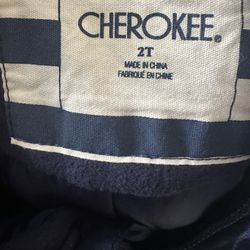 CHEROKEE®
2T
MADE IN CHINA
FABRIQUÉ EN CHINE